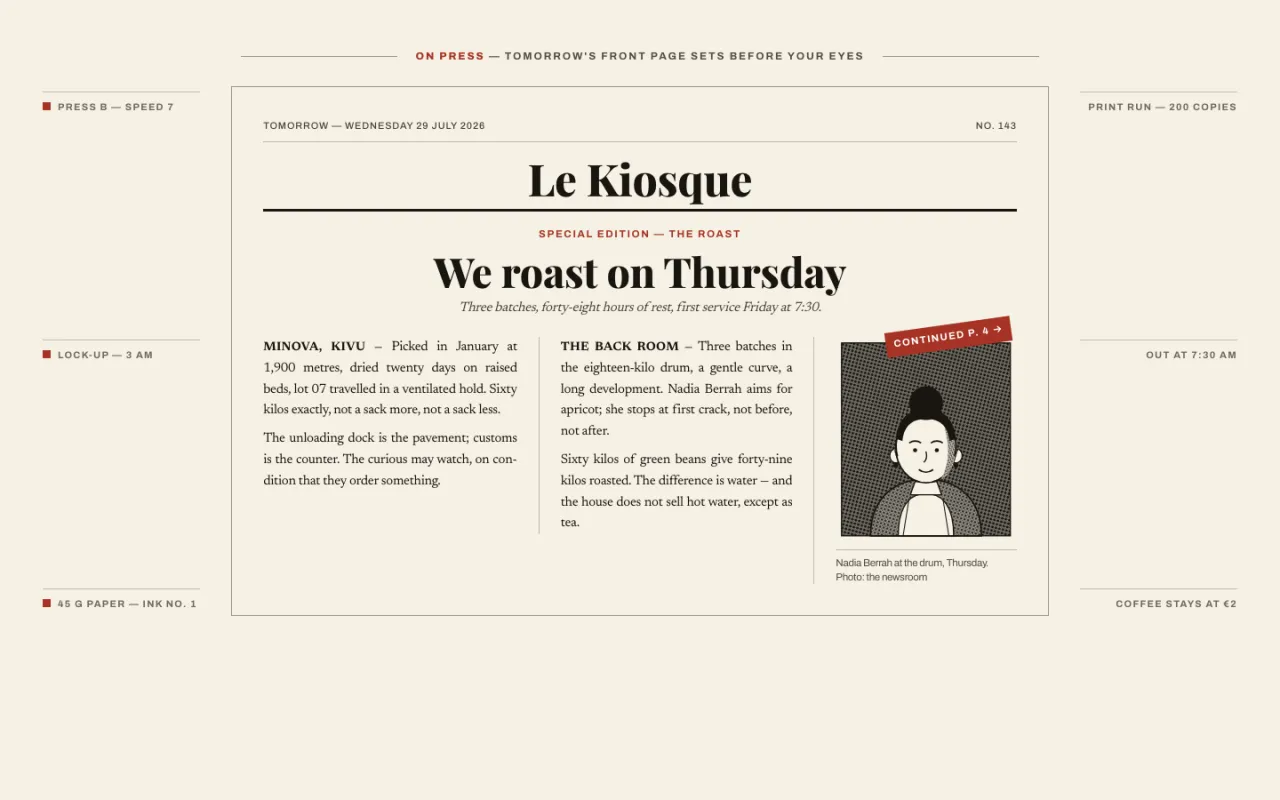 ON PRESS — TOMORROW'S FRONT PAGE SETS BEFORE YOUR EYES
PRESS B — SPEED 7
LOCK-UP — 3 AM
45 G PAPER — INK NO. 1
TOMORROW — WEDNESDAY 29 JULY 2026
NO. 143
Le Kiosque
SPECIAL EDITION — THE ROAST
We roast on Thursday
Three batches, forty-eight hours of rest, first service Friday at 7:30.
MINOVA, KIVU – Picked in January at
1,900 metres, dried twenty days on raised
beds, lot 07 travelled in a ventilated hold. Sixty
kilos exactly, not a sack more, not a sack less.
The unloading dock is the pavement; customs
is the counter. The curious may watch, on con-
dition that they order something.
THE BACK ROOM – Three batches in
the eighteen-kilo drum, a gentle curve, a
long development. Nadia Berrah aims for
apricot; she stops at first crack, not before,
not after.
Sixty kilos of green beans give forty-nine
kilos roasted. The difference is water – and
the house does not sell hot water, except as
tea.
CONTINUED P. 4 →
Nadia Berrah at the drum, Thursday.
Photo: the newsroom
PRINT RUN — 200 COPIES
OUT AT 7:30 AM
COFFEE STAYS AT €2